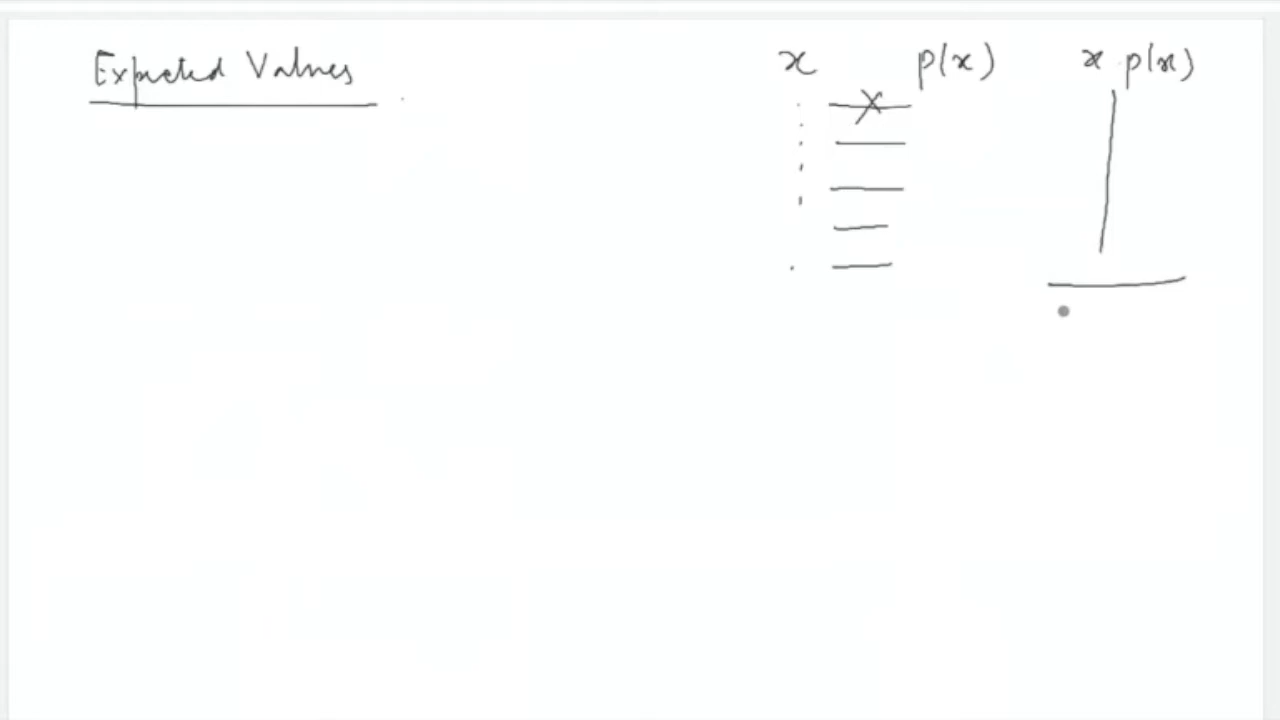 Expected Values
x p(x) x p(x)
×